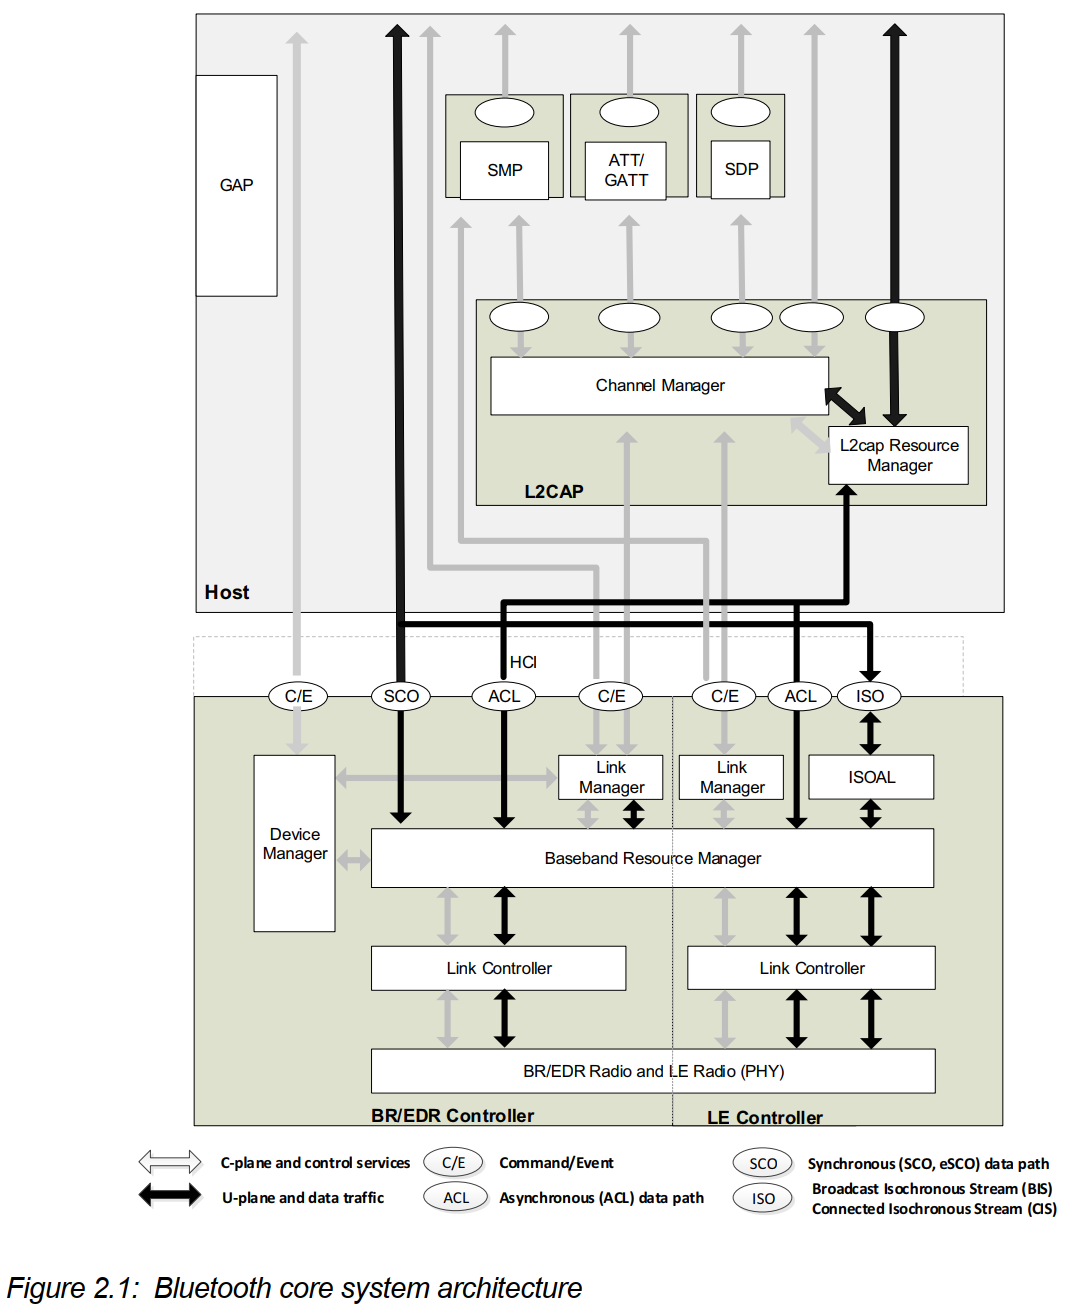 GAP
SMP
ATT/
GATT
SDP
Channel Manager
L2cap Resource
Manager
L2CAP
Host
HCI
C/E
SCO
ACL
C/E
C/E
ACL
ISO
Link
Manager
Link
Manager
ISOAL
Device
Manager
Baseband Resource Manager
Link Controller
Link Controller
BR/EDR Radio and LE Radio (PHY)
BR/EDR Controller
LE Controller
C-plane and control services
C/E
Command/Event
SCO
Synchronous (SCO, eSCO) data path
U-plane and data traffic
ACL
Asynchronous (ACL) data path
ISO
Broadcast Isochronous Stream (BIS)
Connected Isochronous Stream (CIS)
Figure 2.1: Bluetooth core system architecture